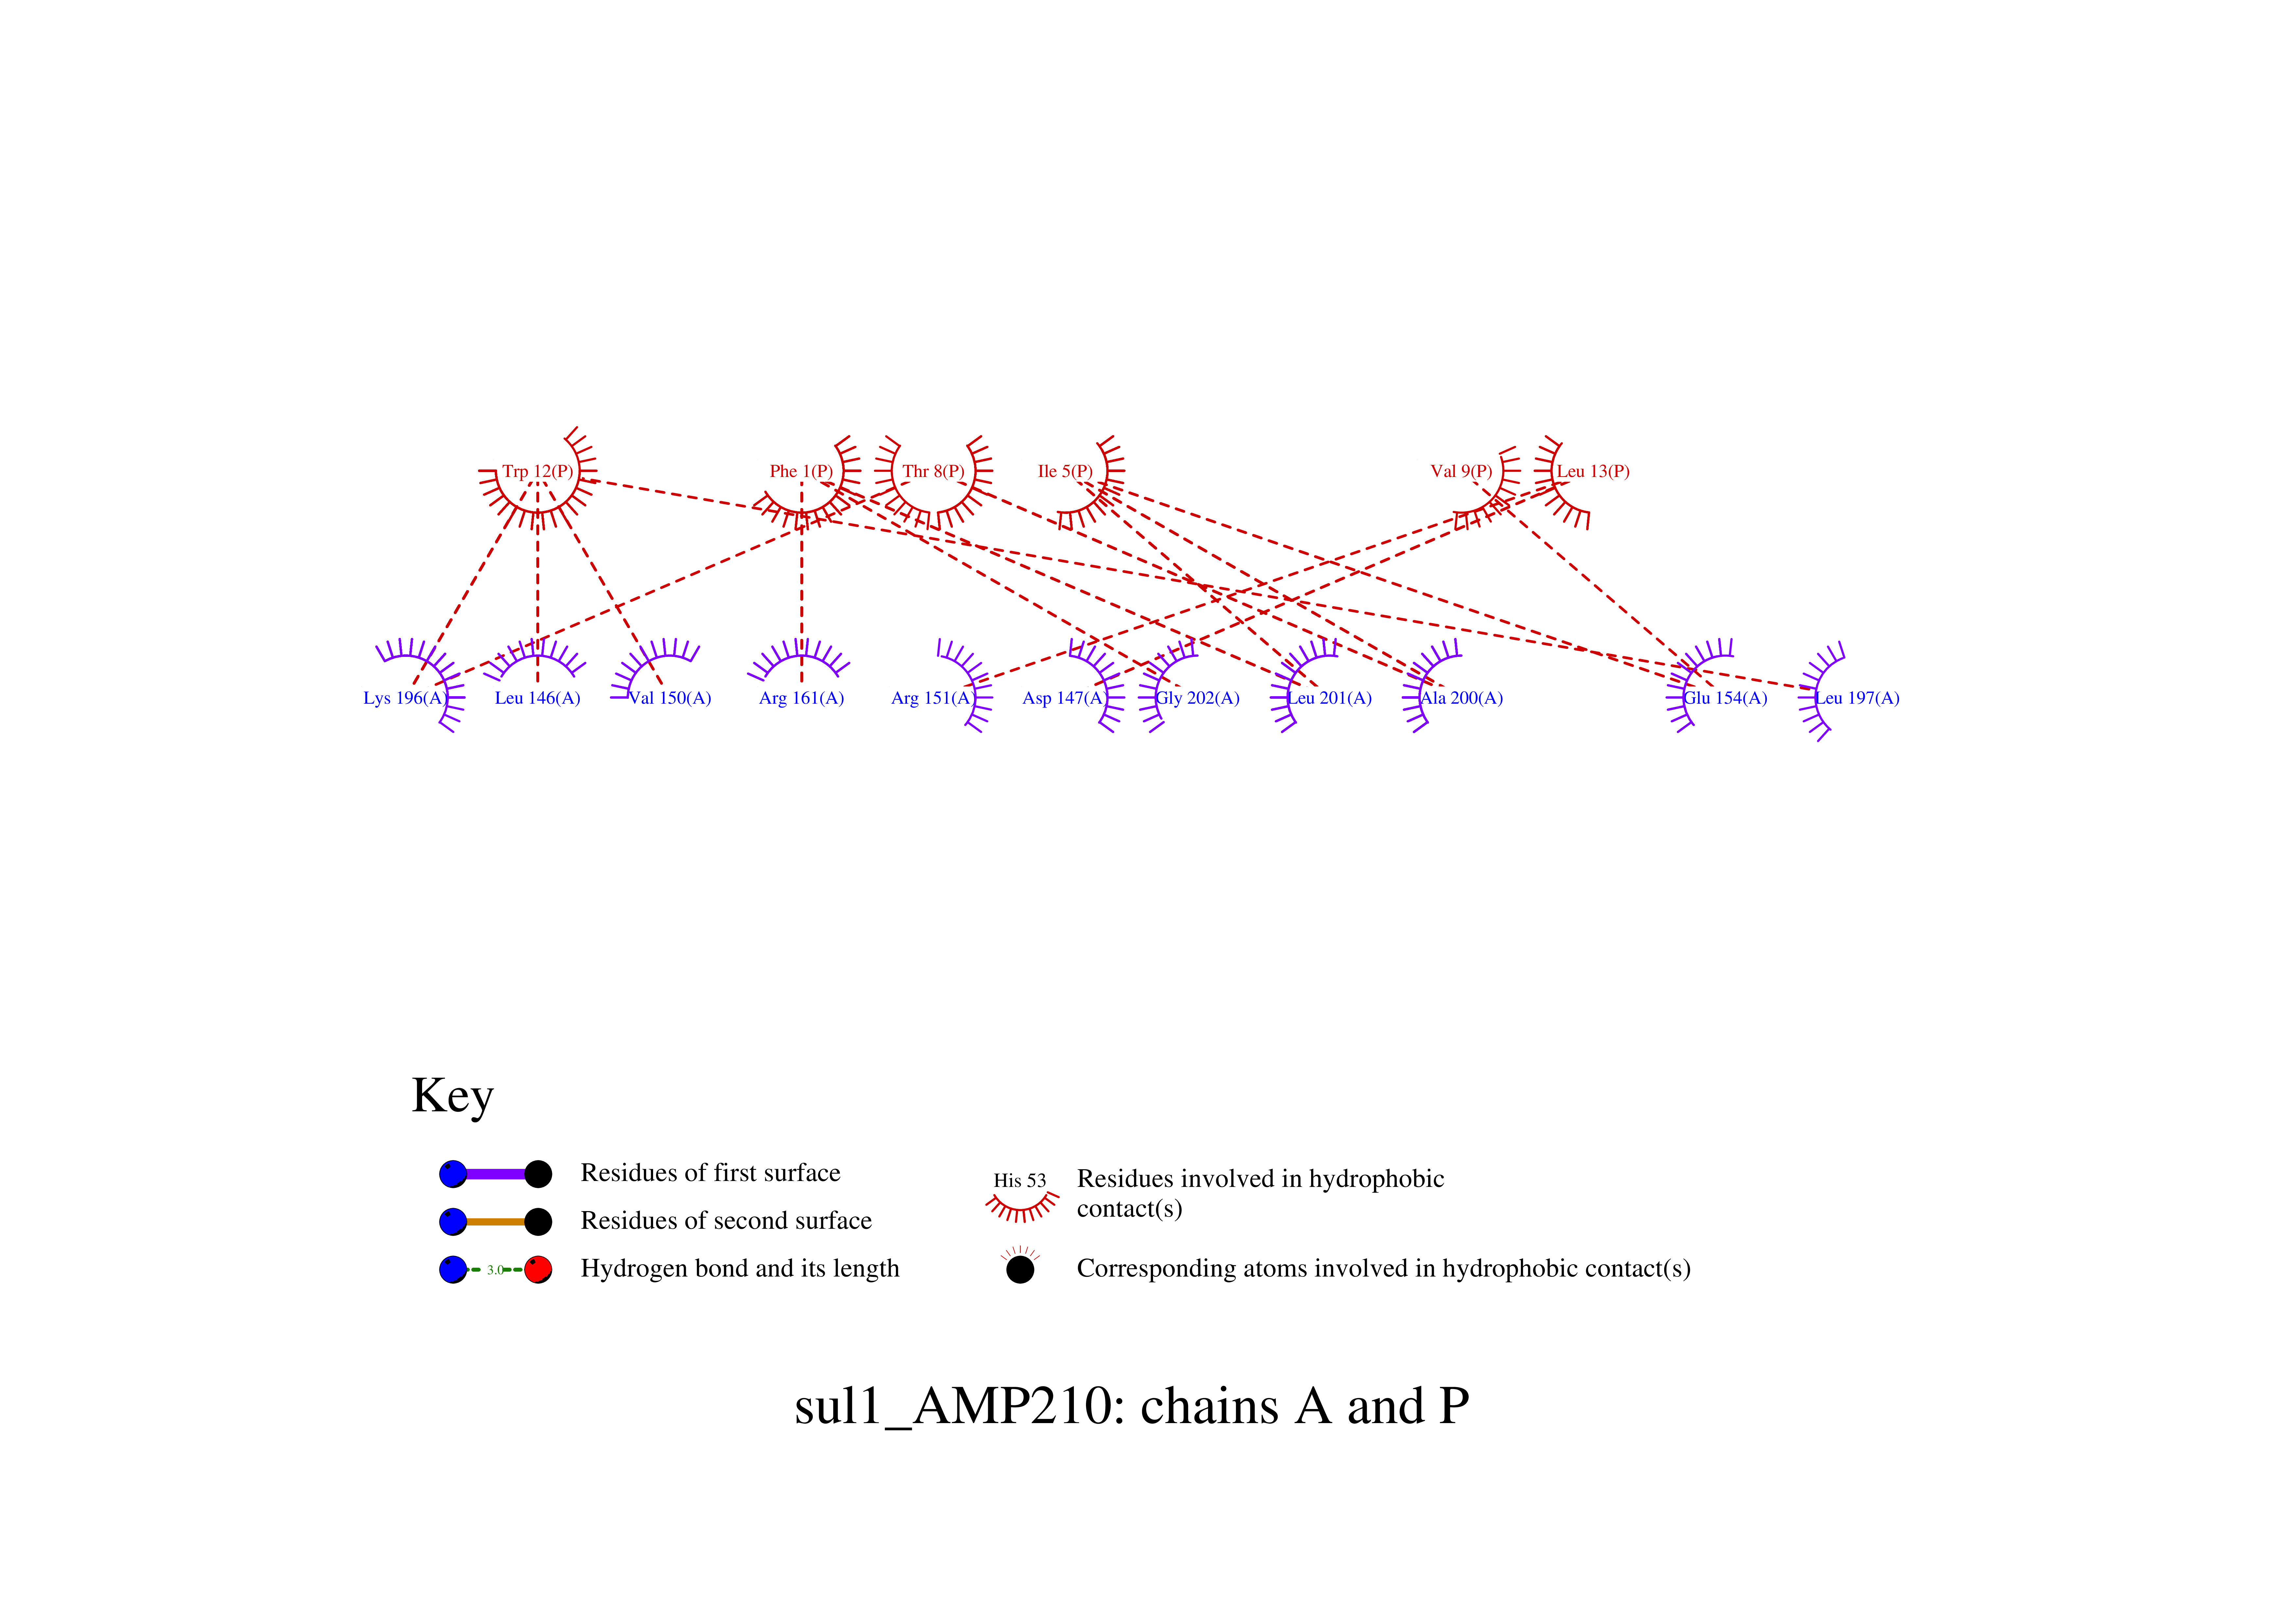 Trp 12(P) Phe 1(P) Thr 8(P) Ile 5(P) Val 9(P) Leu 13(P)
Lys 196(A) Leu 146(A) Val 150(A) Arg 161(A) Arg 151(A) Asp 147(A) Gly 202(A) Leu 201(A) Ala 200(A) Glu 154(A) Leu 197(A)
Key
Residues of first surface
Residues of second surface
3.0 Hydrogen bond and its length
His 53 Residues involved in hydrophobic
contact(s)
Corresponding atoms involved in hydrophobic contact(s)
sul1_AMP210: chains A and P